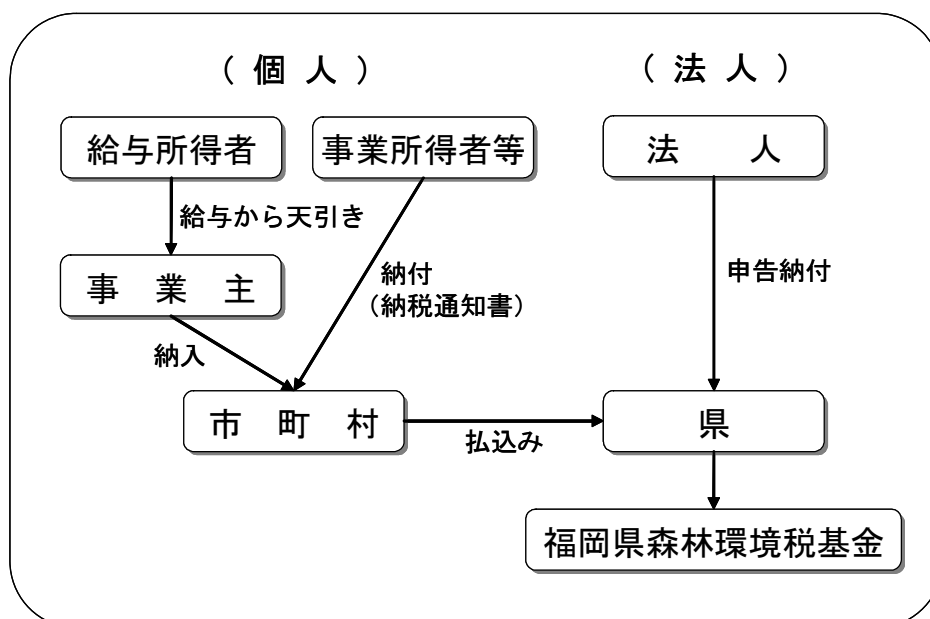 （ 個 人 ）
（ 法 人 ）
給与所得者
事業所得者等
法　人
給与から天引き
事　業　主
納付
（納税通知書）
申告納付
納入
市　町　村
払込み
県
福岡県森林環境税基金